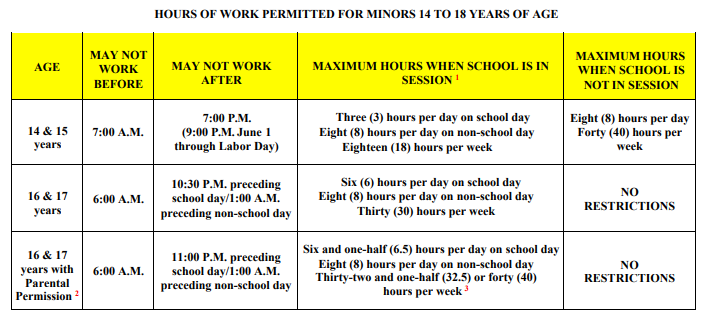 HOURS OF WORK PERMITTED FOR MINORS 14 TO 18 YEARS OF AGE
AGE
MAY NOT
WORK
BEFORE
MAY NOT WORK
AFTER
MAXIMUM HOURS WHEN SCHOOL IS IN
SESSION 1
MAXIMUM HOURS
WHEN SCHOOL IS
NOT IN SESSION
14 & 15
years
7:00 A.M.
7:00 P.M.
(9:00 P.M. June 1
through Labor Day)
Three (3) hours per day on school day
Eight (8) hours per day on non-school day
Eighteen (18) hours per week
Eight (8) hours per day
Forty (40) hours per
week
16 & 17
years
6:00 A.M.
10:30 P.M. preceding
school day/1:00 A.M.
preceding non-school day
Six (6) hours per day on school day
Eight (8) hours per day on non-school day
Thirty (30) hours per week
NO
RESTRICTIONS
16 & 17
years with
Parental
Permission 2
6:00 A.M.
11:00 P.M. preceding
school day/1:00 A.M.
preceding non-school day
Six and one-half (6.5) hours per day on school day
Eight (8) hours per day on non-school day
Thirty-two and one-half (32.5) or forty (40)
hours per week 3
NO
RESTRICTIONS